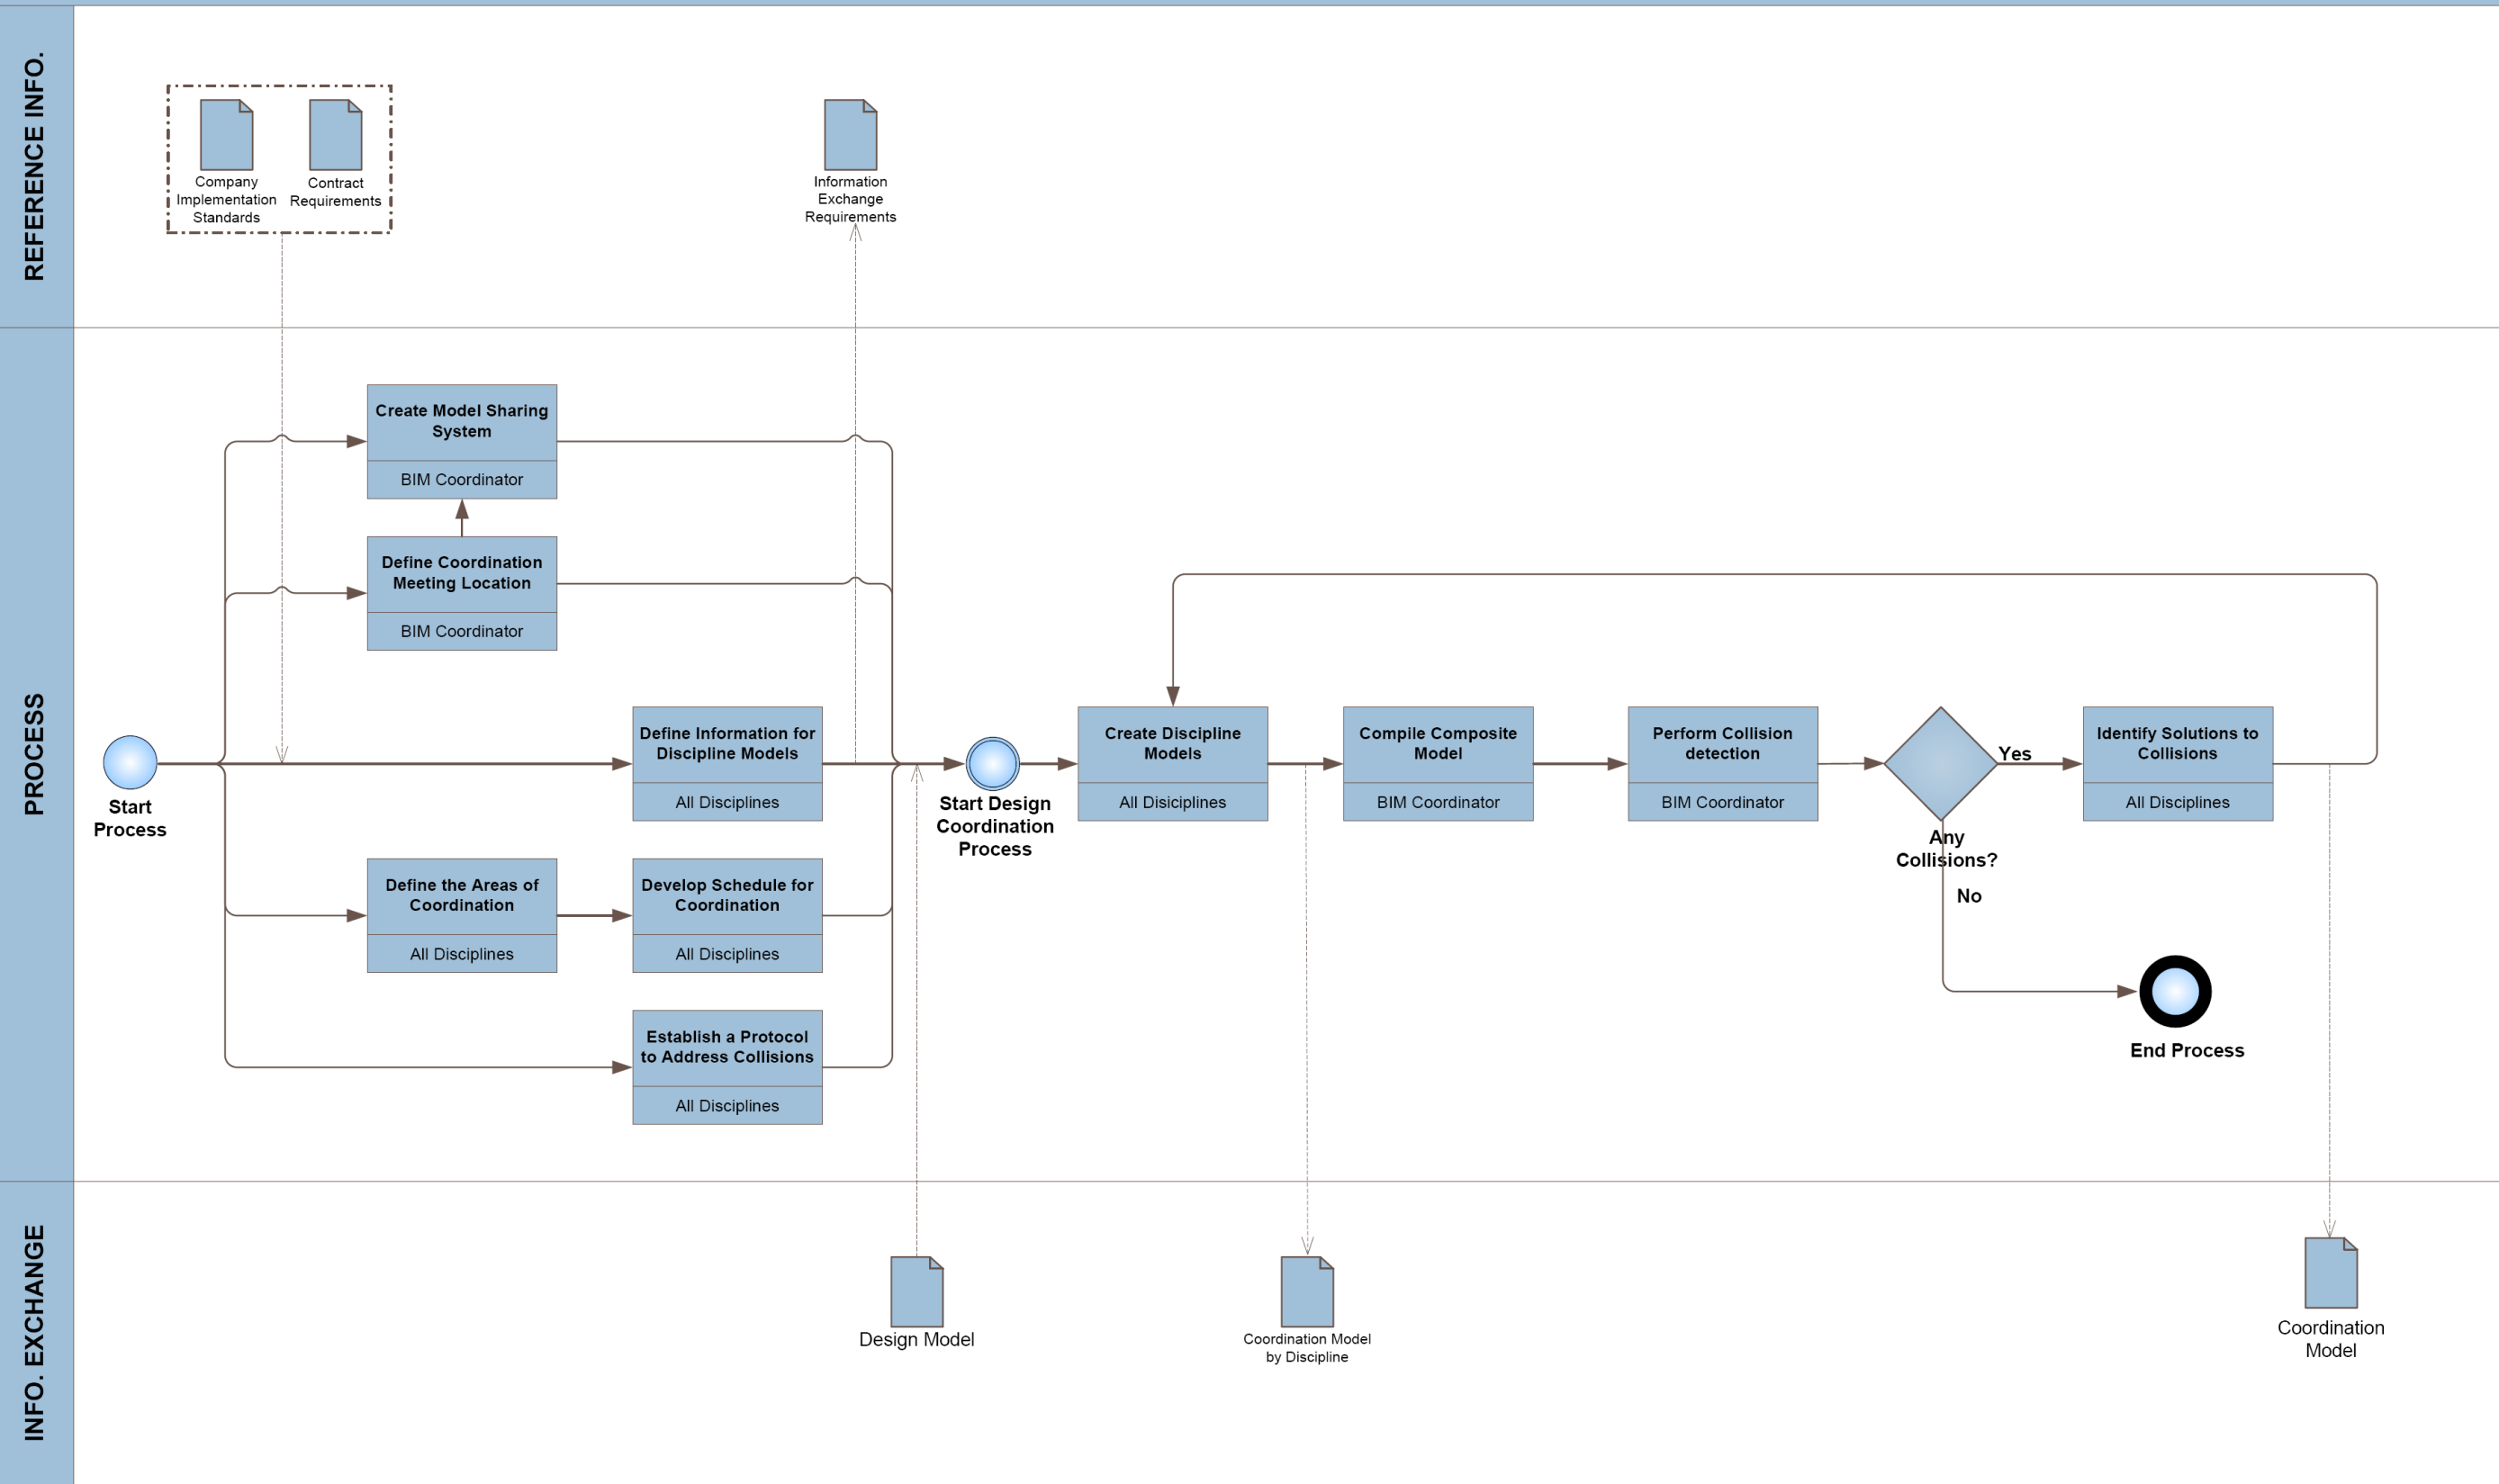 REFERENCE INFO.
Company
Implementation
Standards
Contract
Requirements
Information
Exchange
Requirements
PROCESS
Start
Process
Create Model Sharing
System
BIM Coordinator
Define Coordination
Meeting Location
BIM Coordinator
Define Information for
Discipline Models
All Disciplines
Define the Areas of
Coordination
All Disciplines
Develop Schedule for
Coordination
All Disciplines
Establish a Protocol
to Address Collisions
All Disciplines
Start Design
Coordination
Process
Create Discipline
Models
All Disiciplines
Compile Composite
Model
BIM Coordinator
Perform Collision
detection
BIM Coordinator
Any
Collisions?
Yes
No
Identify Solutions to
Collisions
All Disciplines
End Process
INFO. EXCHANGE
Design Model
Coordination Model
by Discipline
Coordination
Model